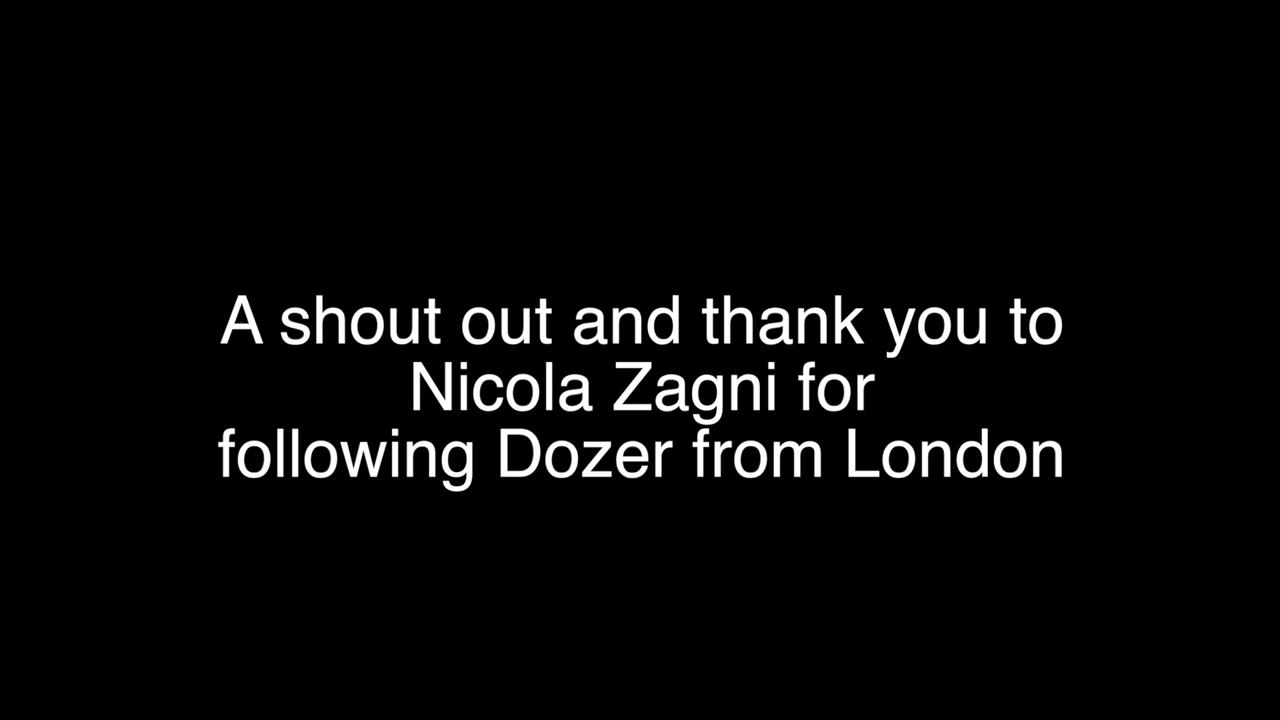 A shout out and thank you to
Nicola Zagni for
following Dozer from London